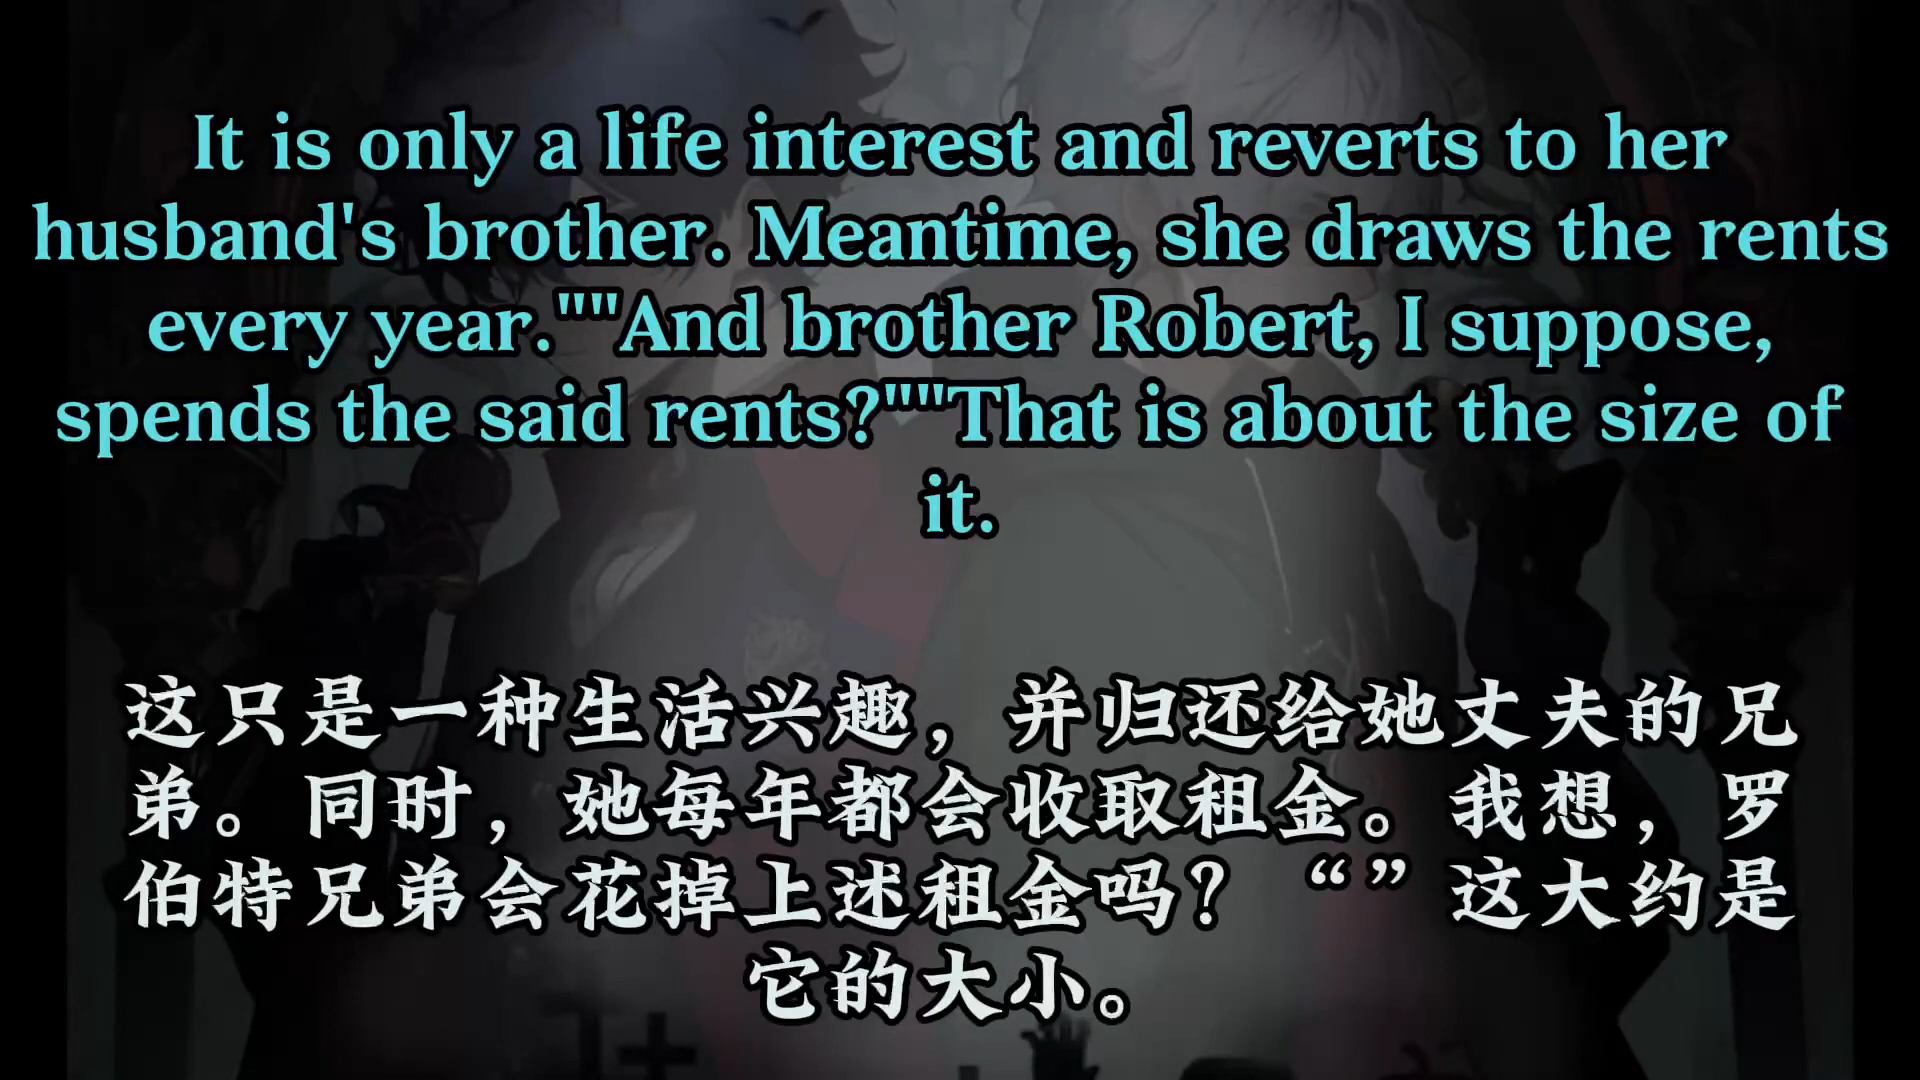 It is only a life interest and reverts to her
husband's brother. Meantime, she draws the rents
every year.""And brother Robert, I suppose,
spends the said rents?""That is about the size of
it.
这只是一种生活兴趣，并归还给她丈夫的兄
弟。同时，她每年都会收取租金。我想，罗
伯特兄弟会花掉上述租金吗？“”这大约是
它的大小。